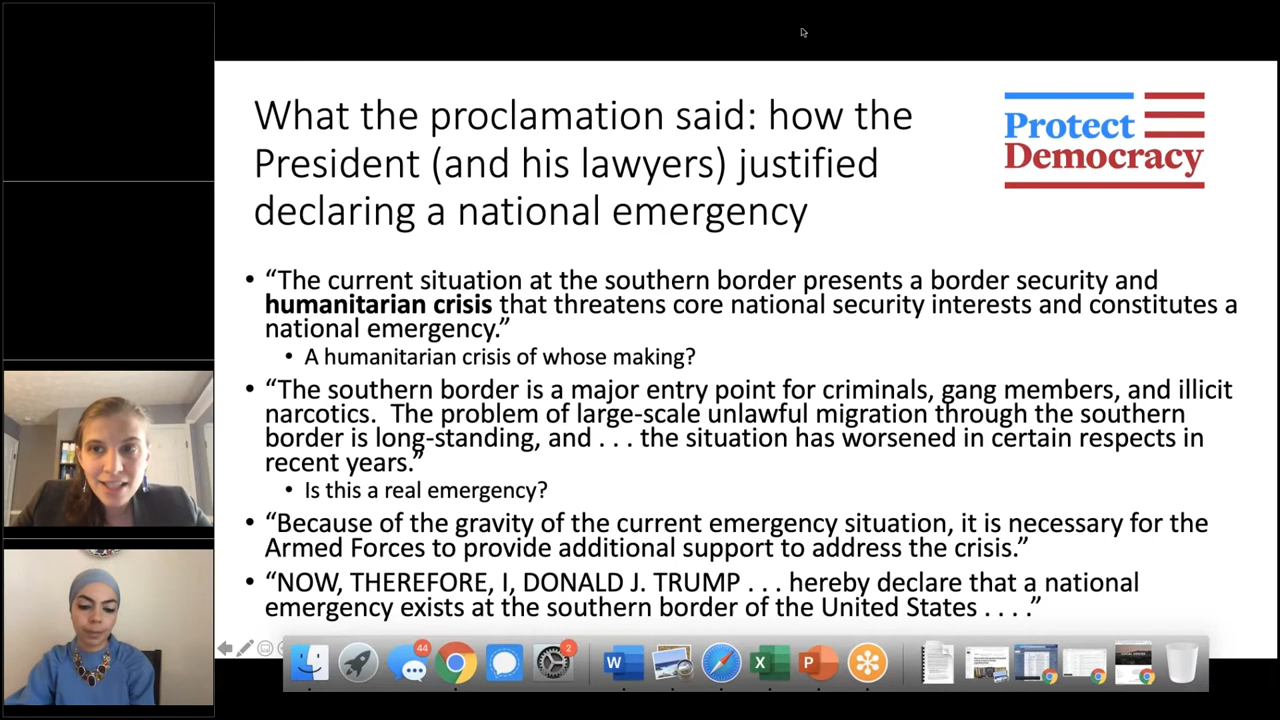 What the proclamation said: how the
President (and his lawyers) justified
declaring a national emergency
Protect
Democracy
• “The current situation at the southern border presents a border security and
humanitarian crisis that threatens core national security interests and constitutes a
national emergency.”
• A humanitarian crisis of whose making?
• “The southern border is a major entry point for criminals, gang members, and illicit
narcotics. The problem of large-scale unlawful migration through the southern
border is long-standing, and . . . the situation has worsened in certain respects in
recent years.”
• Is this a real emergency?
• “Because of the gravity of the current emergency situation, it is necessary for the
Armed Forces to provide additional support to address the crisis.”
• “NOW, THEREFORE, I, DONALD J. TRUMP . . . hereby declare that a national
emergency exists at the southern border of the United States . . . .”
44
2
W
X
P